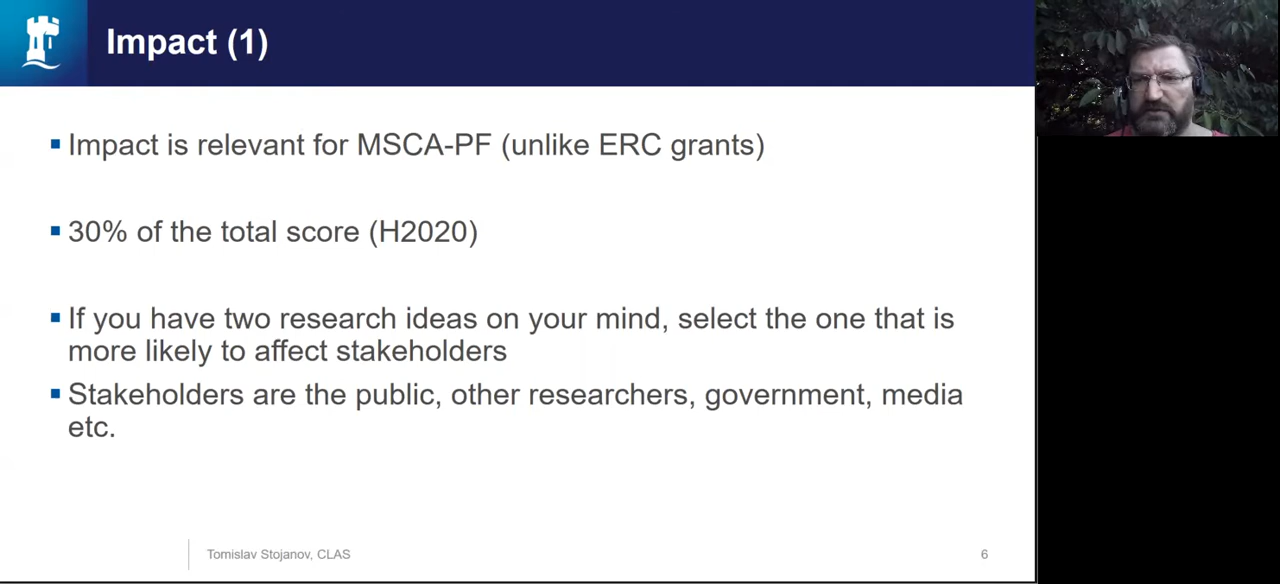 Impact (1)
Impact is relevant for MSCA-PF (unlike ERC grants)
30% of the total score (H2020)
If you have two research ideas on your mind, select the one that is
more likely to affect stakeholders
Stakeholders are the public, other researchers, government, media
etc.
Tomislav Stojanov, CLAS
6